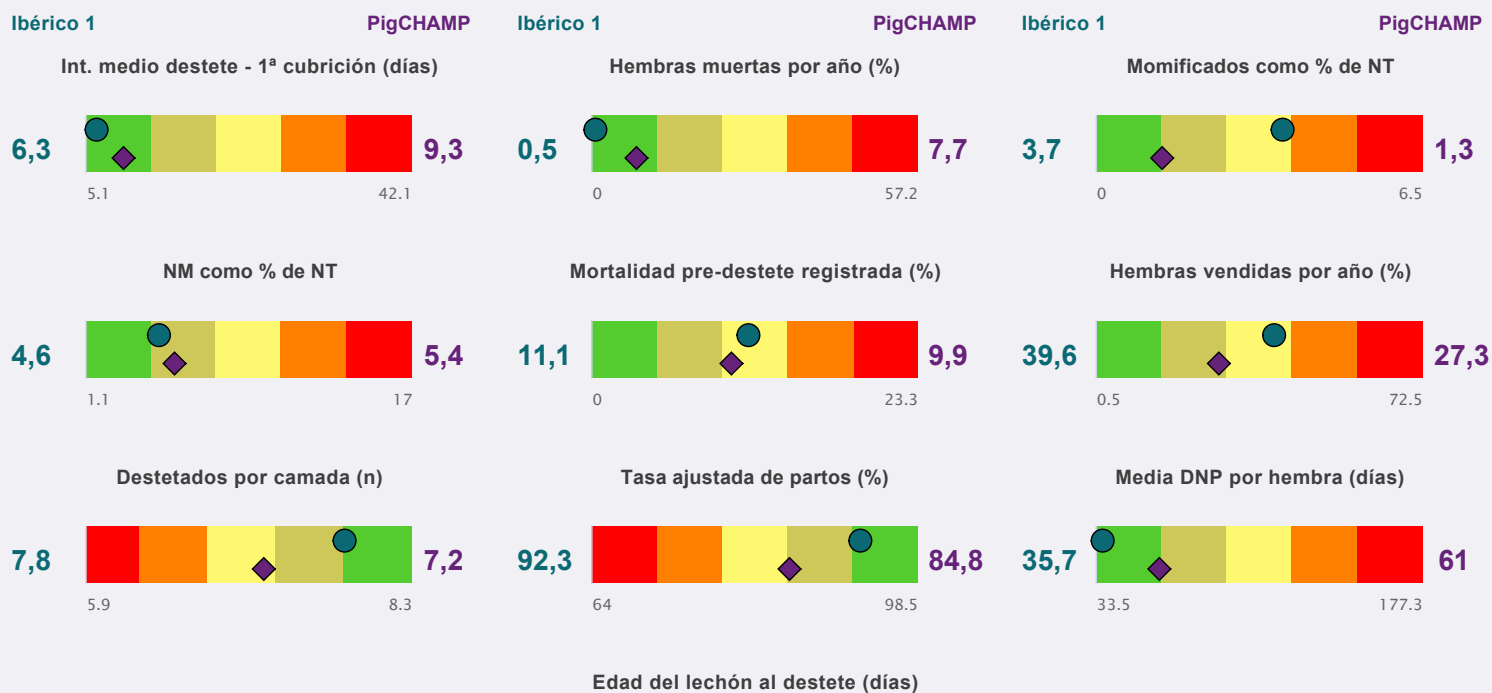 Ibérico 1 PigCHAMP Ibérico 1 PigCHAMP Ibérico 1 PigCHAMP
Int. medio destete - 1ª cubrición (días) Hembras muertas por año (%) Momificados como % de NT
6,3 9,3 0,5 7,7 3,7 1,3
5.1 42.1 0 57.2 0 6.5
NM como % de NT Mortalidad pre-destete registrada (%) Hembras vendidas por año (%)
4,6 5,4 11,1 9,9 39,6 27,3
1.1 17 0 23.3 0.5 72.5
Destetados por camada (n) Tasa ajustada de partos (%) Media DNP por hembra (días)
7,8 7,2 92,3 84,8 35,7 61
5.9 8.3 64 98.5 33.5 177.3
Edad del lechón al destete (días)